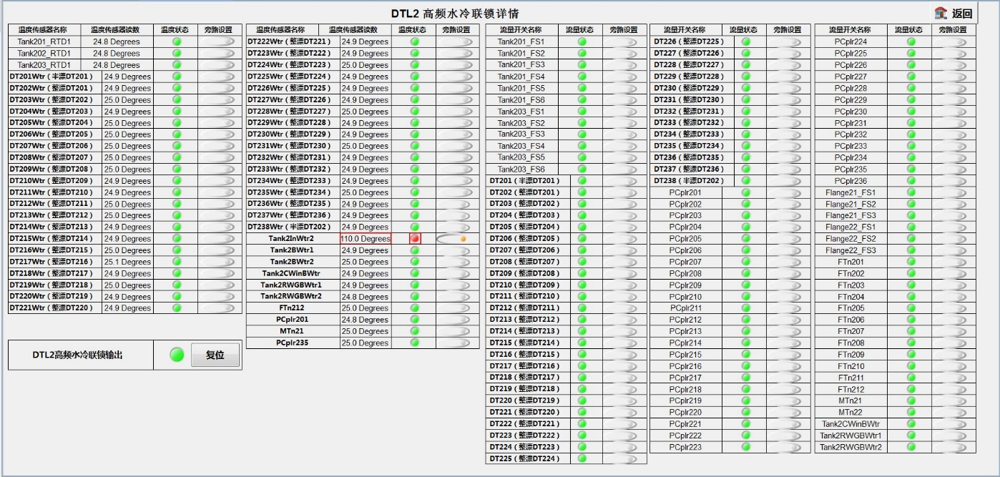 DTL2 高频水冷联锁详情
返回
温度传感器名称 温度传感器读数 温度状态 旁路设置
Tank201_RTD1 24.8 Degrees
Tank202_RTD1 24.8 Degrees
Tank203_RTD1 24.8 Degrees
DT201Wtr（半漂DT201） 24.9 Degrees
DT202Wtr（整漂DT201） 24.9 Degrees
DT203Wtr（整漂DT202） 25.0 Degrees
DT204Wtr（整漂DT203） 24.9 Degrees
DT205Wtr（整漂DT204） 25.0 Degrees
DT206Wtr（整漂DT205） 25.0 Degrees
DT207Wtr（整漂DT206） 25.0 Degrees
DT208Wtr（整漂DT207） 25.0 Degrees
DT209Wtr（整漂DT208） 25.0 Degrees
DT210Wtr（整漂DT209） 24.9 Degrees
DT211Wtr（整漂DT210） 24.9 Degrees
DT212Wtr（整漂DT211） 25.0 Degrees
DT213Wtr（整漂DT212） 25.0 Degrees
DT214Wtr（整漂DT213） 24.9 Degrees
DT215Wtr（整漂DT214） 24.9 Degrees
DT216Wtr（整漂DT215） 25.0 Degrees
DT217Wtr（整漂DT216） 25.1 Degrees
DT218Wtr（整漂DT217） 24.9 Degrees
DT219Wtr（整漂DT218） 25.0 Degrees
DT220Wtr（整漂DT219） 24.9 Degrees
DT221Wtr（整漂DT220） 24.9 Degrees
DTL2高频水冷联锁输出 复位
温度传感器名称 温度传感器读数 温度状态 旁路设置
DT222Wtr（整漂DT221） 24.9 Degrees
DT223Wtr（整漂DT222） 24.9 Degrees
DT224Wtr（整漂DT223） 25.0 Degrees
DT225Wtr（整漂DT224） 24.9 Degrees
DT226Wtr（整漂DT225） 24.9 Degrees
DT227Wtr（整漂DT226） 24.9 Degrees
DT228Wtr（整漂DT227） 25.0 Degrees
DT229Wtr（整漂DT228） 24.9 Degrees
DT230Wtr（整漂DT229） 24.9 Degrees
DT231Wtr（整漂DT230） 25.0 Degrees
DT232Wtr（整漂DT231） 24.9 Degrees
DT233Wtr（整漂DT232） 24.9 Degrees
DT234Wtr（整漂DT233） 24.9 Degrees
DT235Wtr（整漂DT234） 25.0 Degrees
DT236Wtr（整漂DT235） 24.9 Degrees
DT237Wtr（整漂DT236） 24.9 Degrees
DT238Wtr（半漂DT202） 24.9 Degrees
Tank2InWtr2 110.0 Degrees
Tank2BWtr1 24.9 Degrees
Tank2BWtr2 25.0 Degrees
Tank2CWinBWtr 24.9 Degrees
Tank2RWGBWtr1 24.9 Degrees
Tank2RWGBWtr2 24.8 Degrees
FTn212 25.0 Degrees
PCplr201 24.8 Degrees
MTn21 25.0 Degrees
PCplr235 25.0 Degrees
流量开关名称 流量状态 旁路设置
Tank201_FS1
Tank201_FS2
Tank201_FS3
Tank201_FS4
Tank201_FS5
Tank201_FS6
Tank203_FS1
Tank203_FS2
Tank203_FS3
Tank203_FS4
Tank203_FS5
Tank203_FS6
DT201（半漂DT201）
DT202（整漂DT201）
DT203（整漂DT202）
DT204（整漂DT203）
DT205（整漂DT204）
DT206（整漂DT205）
DT207（整漂DT206）
DT208（整漂DT207）
DT209（整漂DT208）
DT210（整漂DT209）
DT211（整漂DT210）
DT212（整漂DT211）
DT213（整漂DT212）
DT214（整漂DT213）
DT215（整漂DT214）
DT216（整漂DT215）
DT217（整漂DT216）
DT218（整漂DT217）
DT219（整漂DT218）
DT220（整漂DT219）
DT221（整漂DT220）
DT222（整漂DT221）
DT223（整漂DT222）
DT224（整漂DT223）
DT225（整漂DT224）
流量开关名称 流量状态 旁路设置
DT226（整漂DT225）
DT227（整漂DT226）
DT228（整漂DT227）
DT229（整漂DT228）
DT230（整漂DT229）
DT231（整漂DT230）
DT232（整漂DT231）
DT233（整漂DT232）
DT234（整漂DT233）
DT235（整漂DT234）
DT236（整漂DT235）
DT237（整漂DT236）
DT238（半漂DT202）
PCplr201
PCplr202
PCplr203
PCplr204
PCplr205
PCplr206
PCplr207
PCplr208
PCplr209
PCplr210
PCplr211
PCplr212
PCplr213
PCplr214
PCplr215
PCplr216
PCplr217
PCplr218
PCplr219
PCplr220
PCplr221
PCplr222
PCplr223
流量开关名称 流量状态 旁路设置
PCplr224
PCplr225
PCplr226
PCplr227
PCplr228
PCplr229
PCplr230
PCplr231
PCplr232
PCplr233
PCplr234
PCplr235
PCplr236
Flange21_FS1
Flange21_FS2
Flange21_FS3
Flange22_FS1
Flange22_FS2
Flange22_FS3
FTn201
FTn202
FTn203
FTn204
FTn205
FTn206
FTn207
FTn208
FTn209
FTn210
FTn211
FTn212
MTn21
MTn22
Tank2CWinBWtr
Tank2RWGBWtr1
Tank2RWGBWtr2